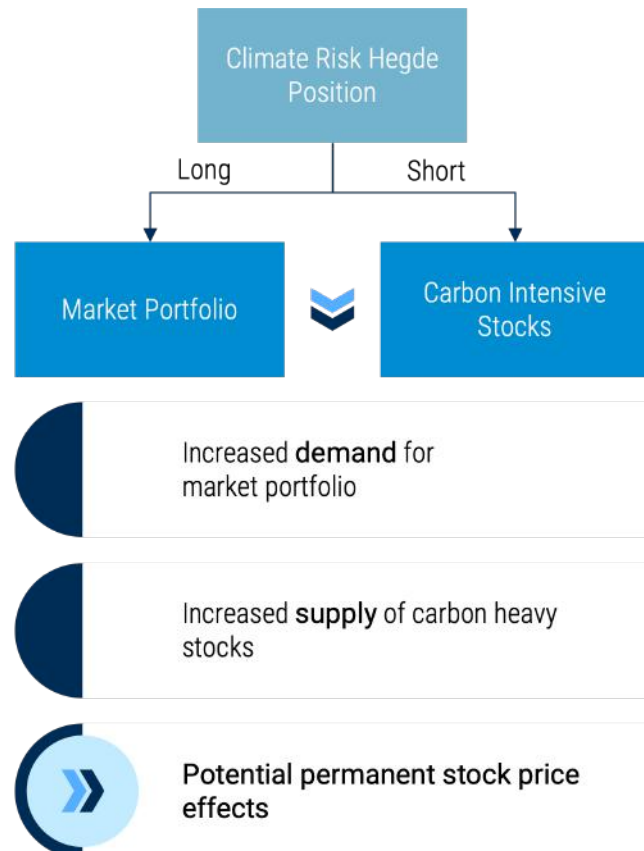 Climate Risk Hegde
Position
Long
Short
Market Portfolio
Carbon Intensive
Stocks
Increased demand for
market portfolio
Increased supply of carbon heavy
stocks
Potential permanent stock price
effects